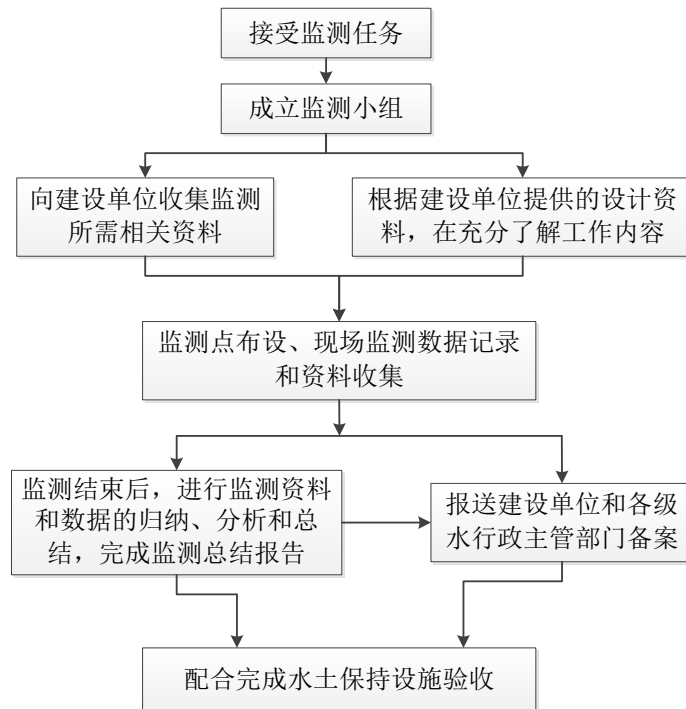 接受监测任务
成立监测小组
向建设单位收集监测
所需相关资料
根据建设单位提供的设计资
料，在充分了解工作内容
监测点布设、现场监测数据记录
和资料收集
监测结束后，进行监测资料
和数据的归纳、分析和总
结，完成监测总结报告
报送建设单位和各级
水行政主管部门备案
配合完成水土保持设施验收